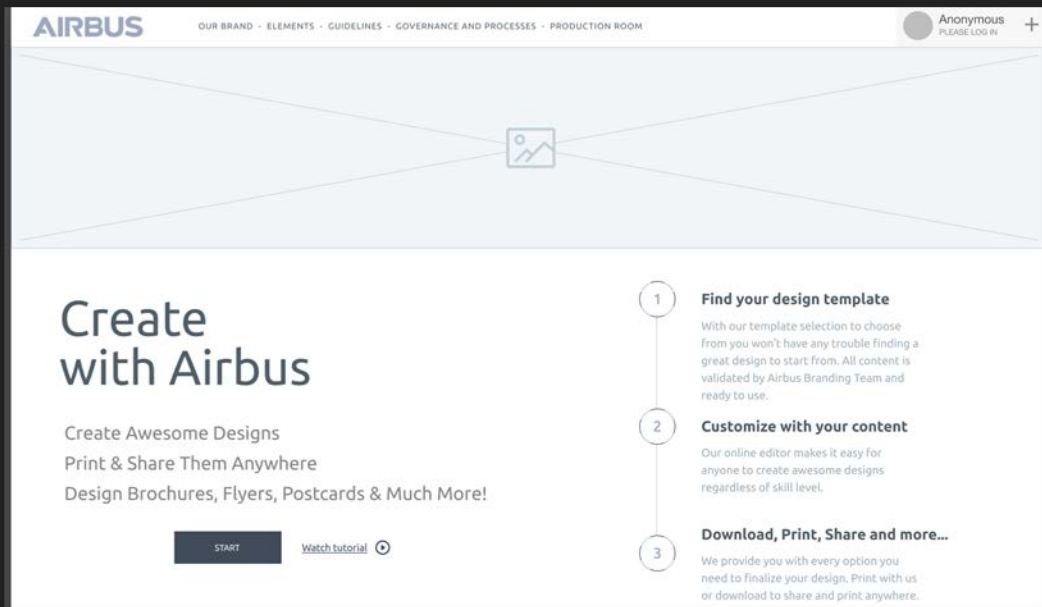 AIRBUS
OUR BRAND - ELEMENTS - GUIDELINES - GOVERNANCE AND PROCESSES - PRODUCTION ROOM
Anonymous
PLEASE LOG IN
Create
with Airbus
Create Awesome Designs
Print & Share Them Anywhere
Design Brochures, Flyers, Postcards & Much More!
START
Watch tutorial
1
Find your design template
With our template selection to choose
from you won't have any trouble finding a
great design to start from. All content is
validated by Airbus Branding Team and
ready to use.
2
Customize with your content
Our online editor makes it easy for
anyone to create awesome designs
regardless of skill level.
3
Download, Print, Share and more...
We provide you with every option you
need to finalize your design. Print with us
or download to share and print anywhere.